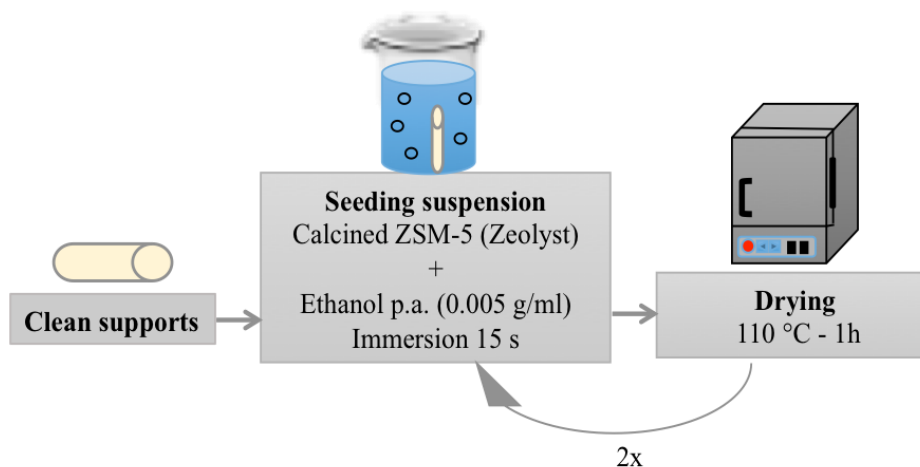 Clean supports
Seeding suspension
Calcined ZSM-5 (Zeolyst)
+
Ethanol p.a. (0.005 g/ml)
Immersion 15 s
Drying
110 °C - 1h
2x